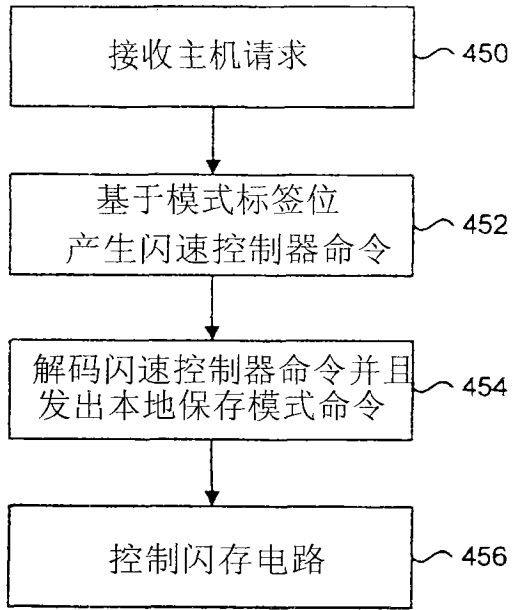 接收主机请求
450
基于模式标签位
产生闪速控制器命令
452
解码闪速控制器命令并且
发出本地保存模式命令
454
控制闪存电路
456